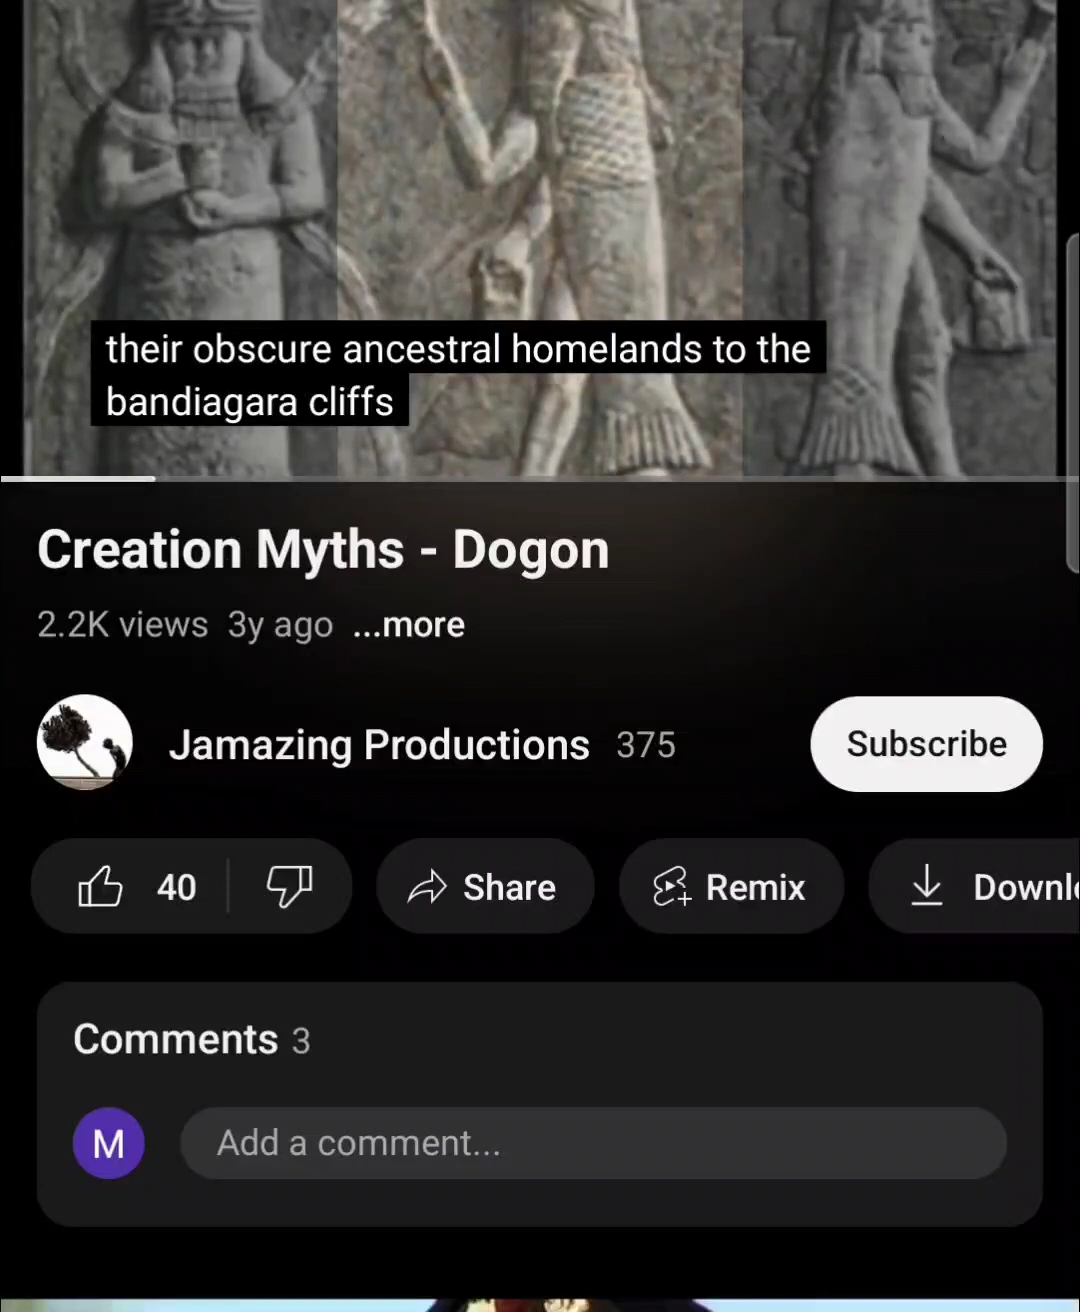 their obscure ancestral homelands to the
bandiagara cliffs
Creation Myths - Dogon
2.2K views 3y ago ...more
Jamazing Productions 375
Subscribe
40
Share
Remix
Downl
Comments 3
M
Add a comment...